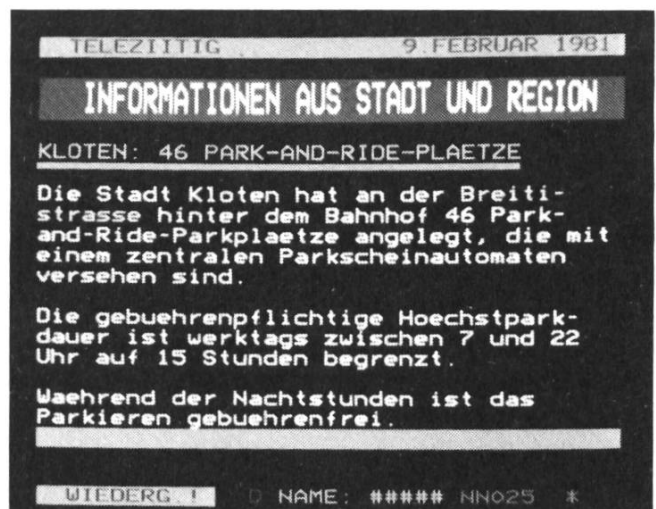 TELEZIITIG 9.FEBRUAR 1981
INFORMATIONEN AUS STADT UND REGION
KLOTEN: 46 PARK-AND-RIDE-PLAETZE
Die Stadt Kloten hat an der Breiti-
strasse hinter dem Bahnhof 46 Park-
and-Ride-Parkplaetze angelegt, die mit
einem zentralen Parkscheinautomaten
versehen sind.
Die gebuehrenpflichtige Hoechstpark-
dauer ist werktags zwischen 7 und 22
Uhr auf 15 Stunden begrenzt.
Waehrend der Nachtstunden ist das
Parkieren gebuehrenfrei.
WIEDERG.! D NAME: ##### NNO25 *